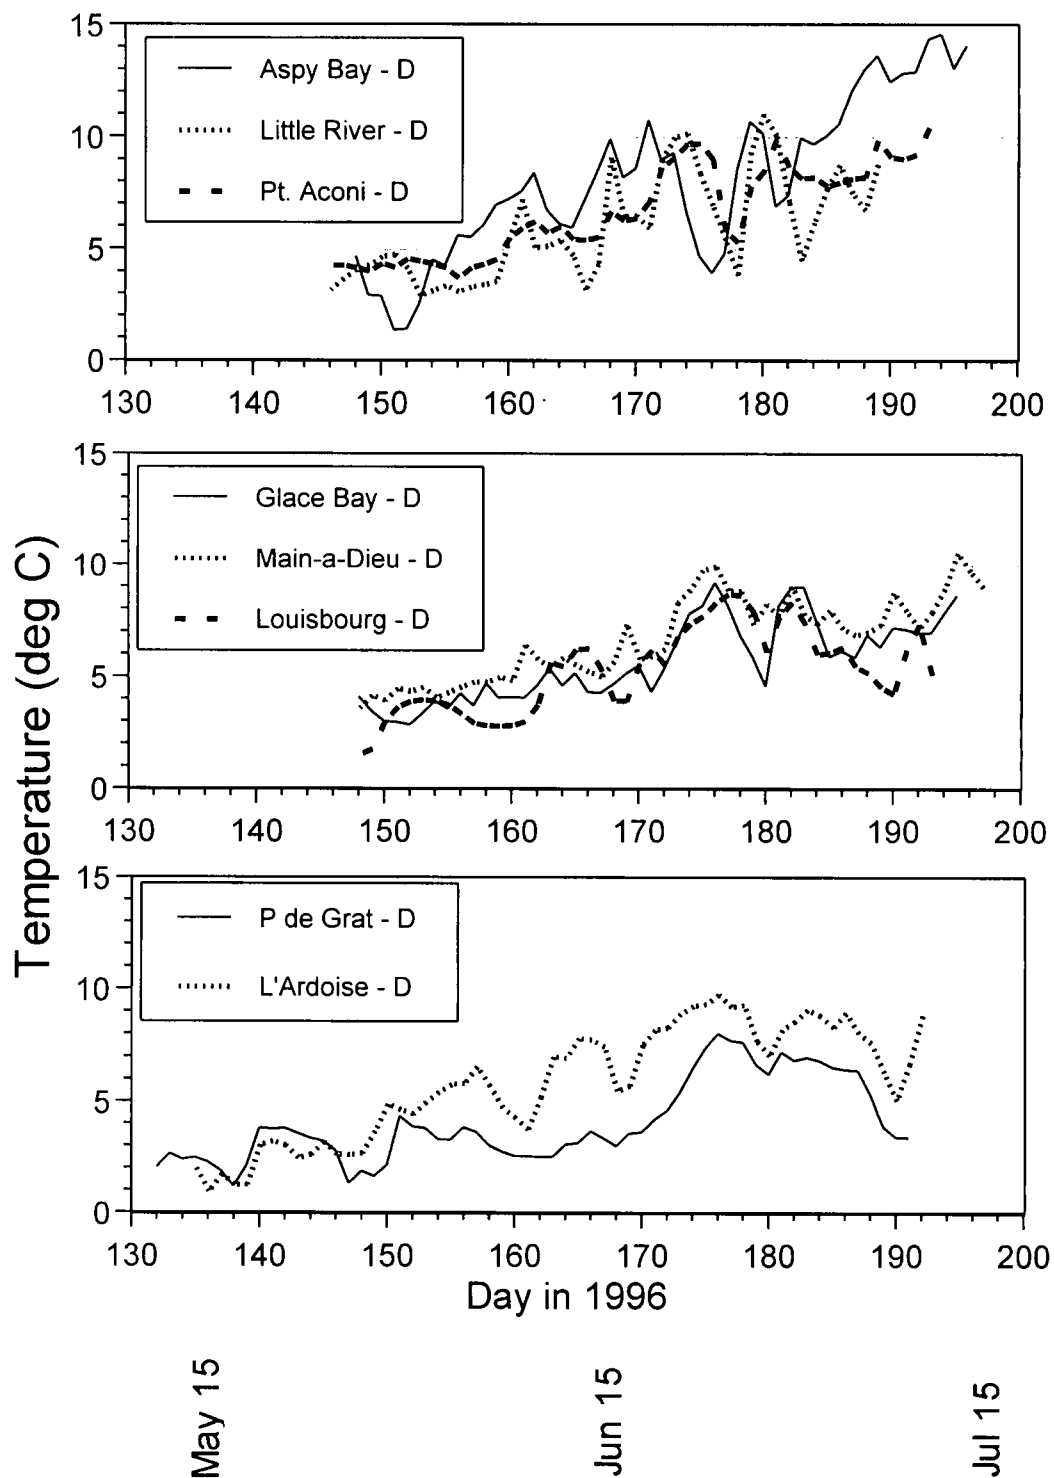 15
Aspy Bay - D
Little River - D
Pt. Aconi - D
10
5
0
130 140 150 160 170 180 190 200
15
Glace Bay - D
Main-a-Dieu - D
Louisbourg - D
10
5
0
130 140 150 160 170 180 190 200
Temperature (deg C)
15
P de Grat - D
L'Ardoise - D
10
5
0
130 140 150 160 170 180 190 200
Day in 1996
May 15
Jun 15
Jul 15